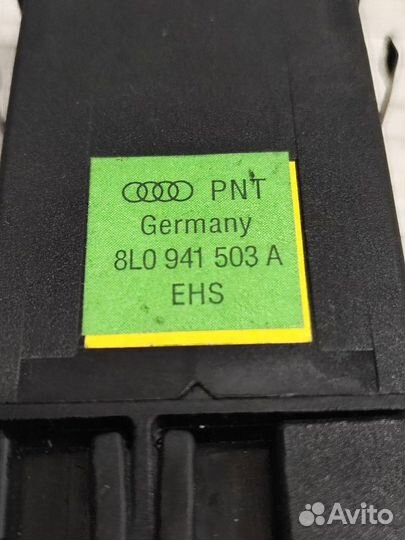 PNT
Germany
8L0 941 503 A
EHS
Avito